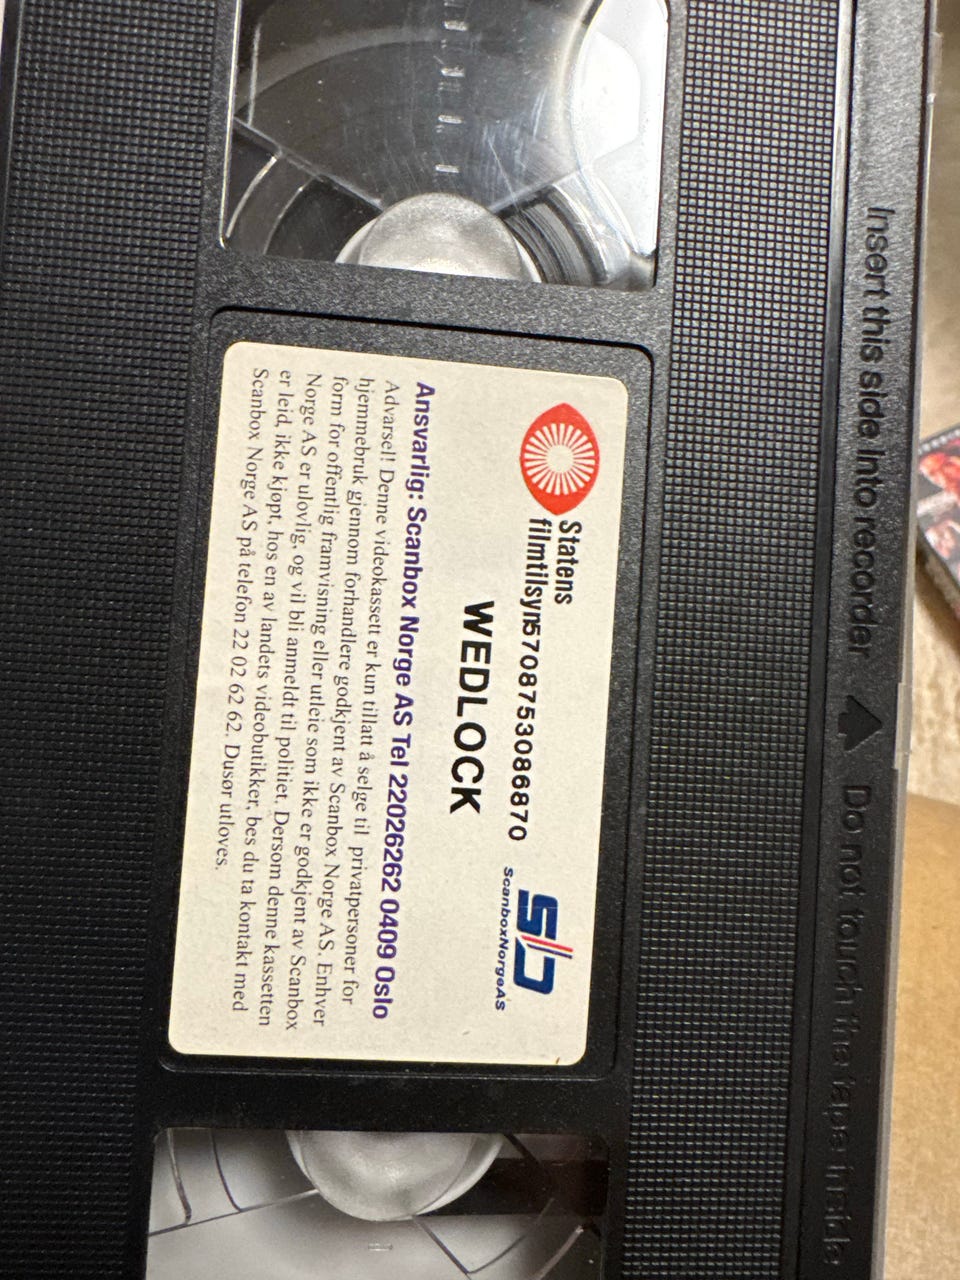 Insert this side into recorder Do not touch the tape inside
Statens
filmtilsyn
5708753086870
ScanboxNorgeAS
WEDLOCK
Ansvarlig: Scanbox Norge AS Tel 22026262 0409 Oslo
Advarsel! Denne videokassett er kun tillatt å selge til privatpersoner for
hjemmebruk gjennom forhandlere godkjent av Scanbox Norge AS. Enhver
form for offentlig framvisning eller utleie som ikke er godkjent av Scanbox
Norge AS er ulovlig, og vil bli anmeldt til politiet. Dersom denne kassetten
er leid, ikke kjøpt, hos en av landets videobutikker, bes du ta kontakt med
Scanbox Norge AS på telefon 22 02 62 62. Dusør utloves.